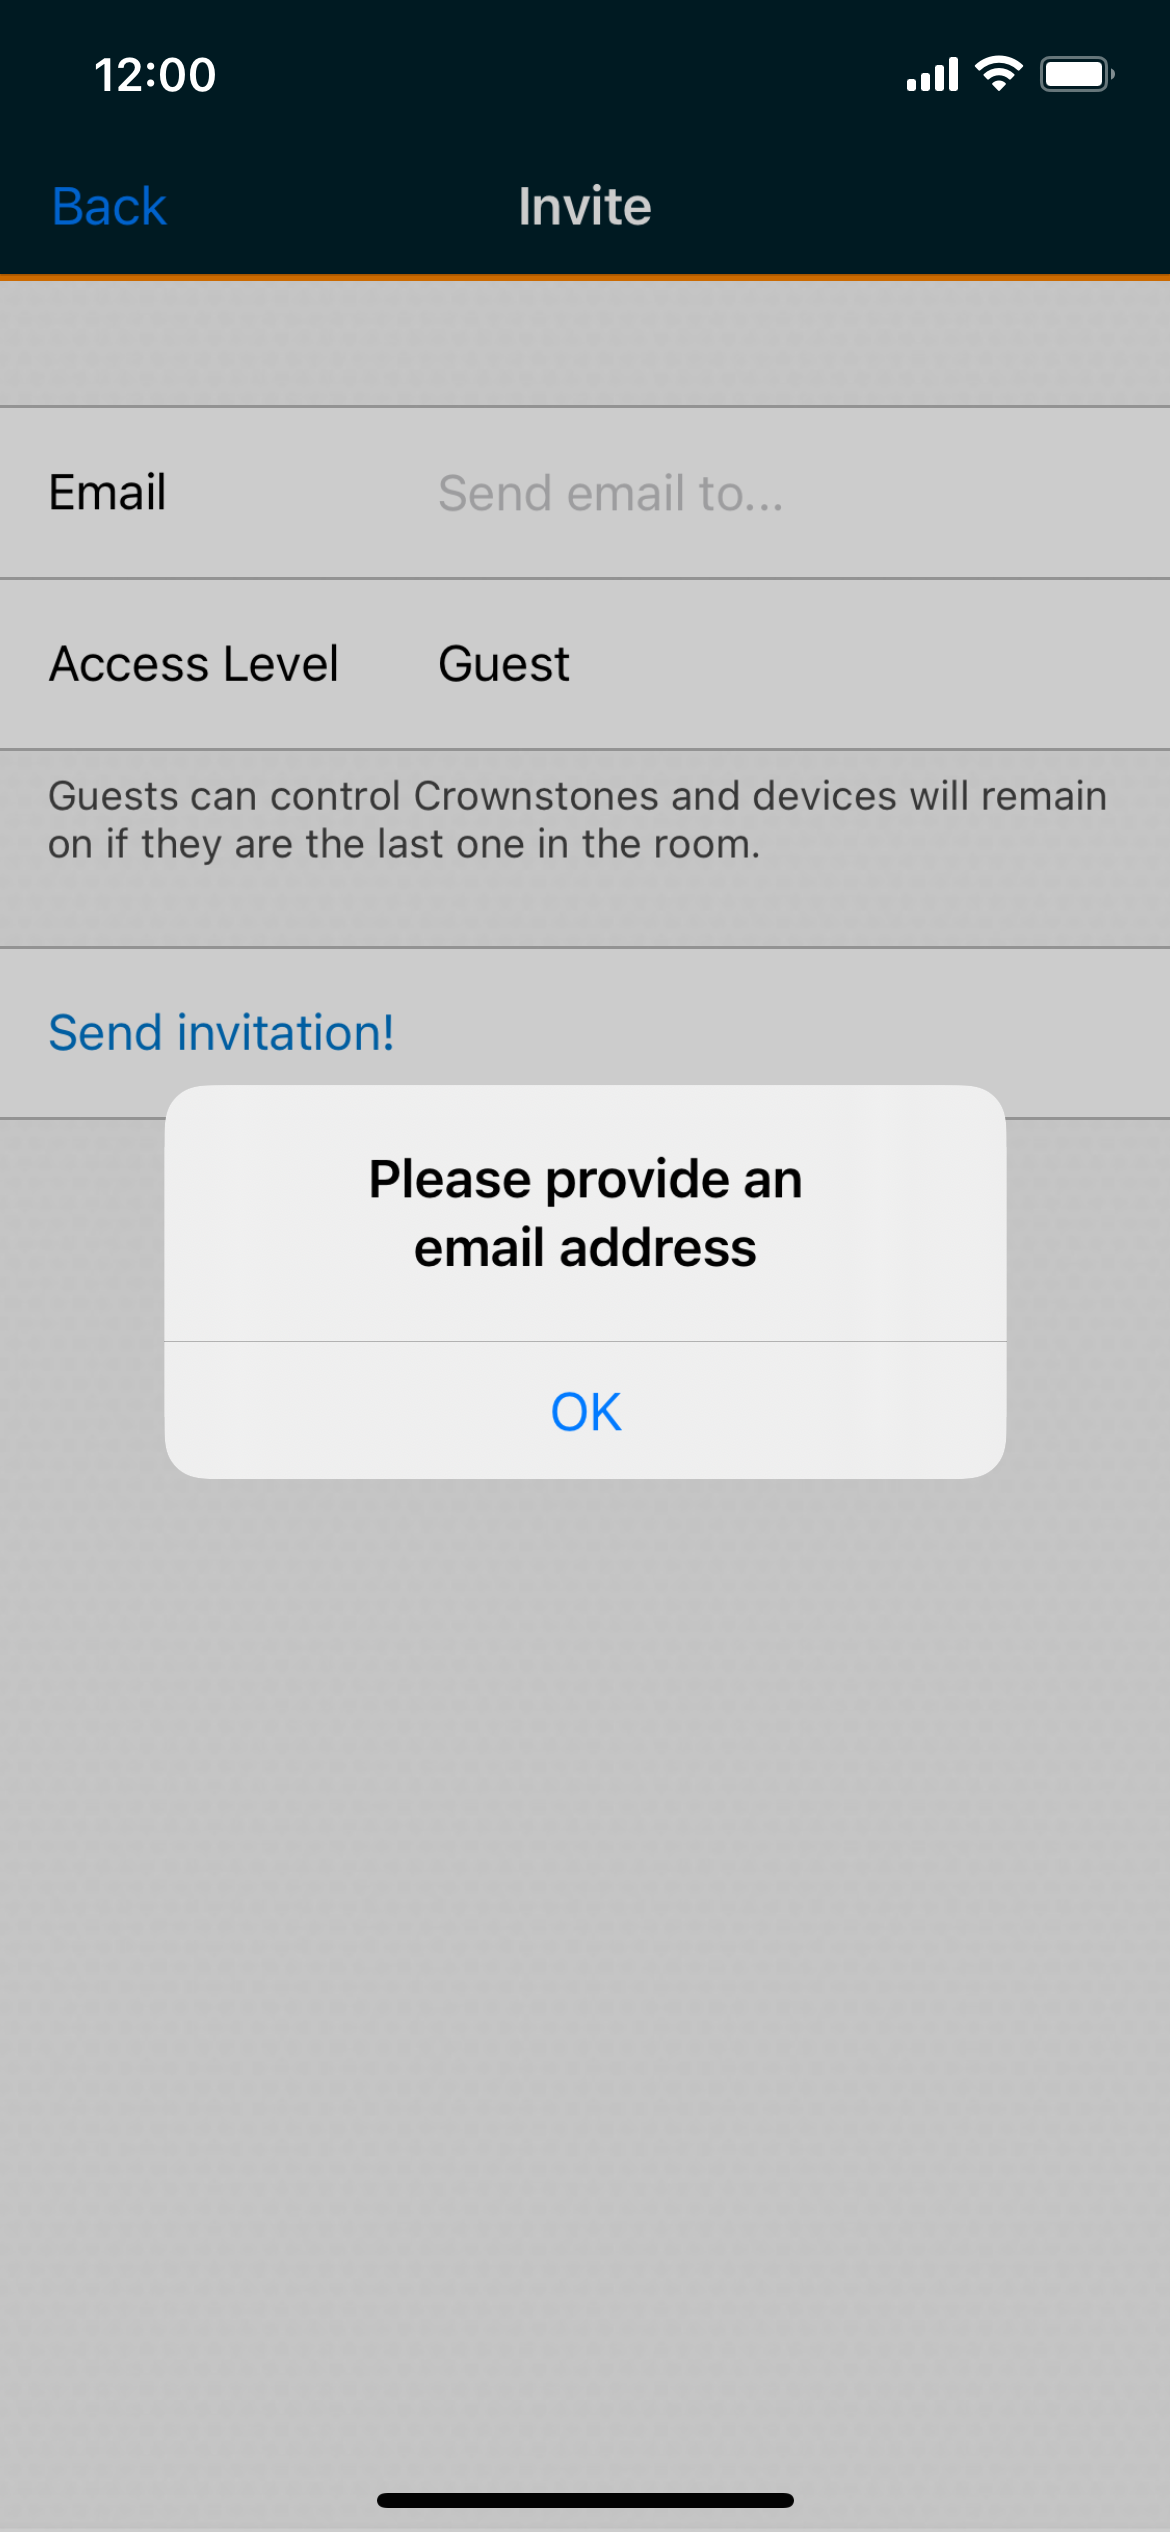 12:00
Back
Invite
Email
Send email to...
Access Level
Guest
Guests can control Crownstones and devices will remain
on if they are the last one in the room.
Send invitation!
Please provide an
email address
OK